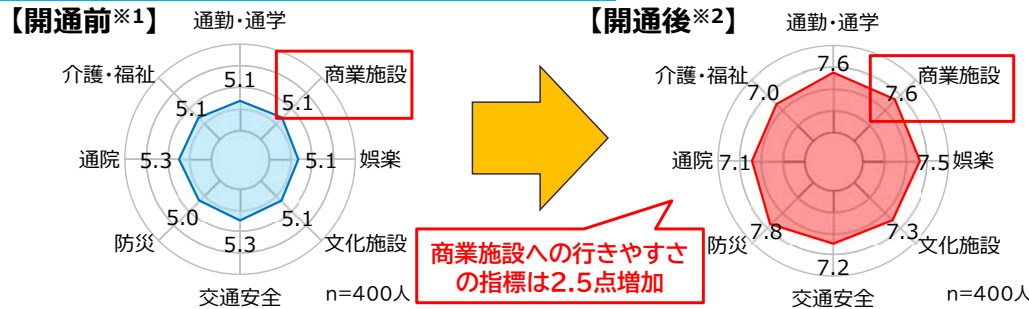 【開通前※1】
通勤・通学
5.1
商業施設
5.1
5.1
娯楽
5.1
文化施設
5.3
交通安全
5.0
防災
5.3
通院
5.1
介護・福祉
n=400人
商業施設への行きやすさ
の指標は2.5点増加
【開通後※2】
通勤・通学
7.6
商業施設
7.6
7.5
娯楽
7.3
文化施設
7.2
交通安全
7.8
防災
7.1
通院
7.0
介護・福祉
n=400人